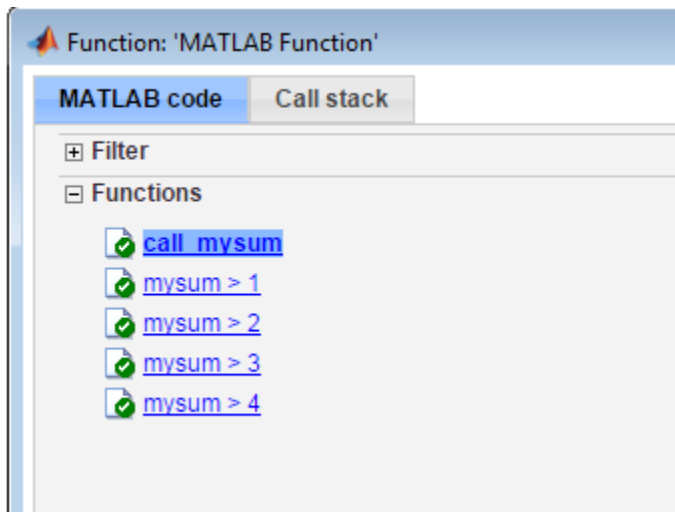 Function: 'MATLAB Function'
MATLAB code Call stack
Filter
Functions
call_mysum
mysum > 1
mysum > 2
mysum > 3
mysum > 4